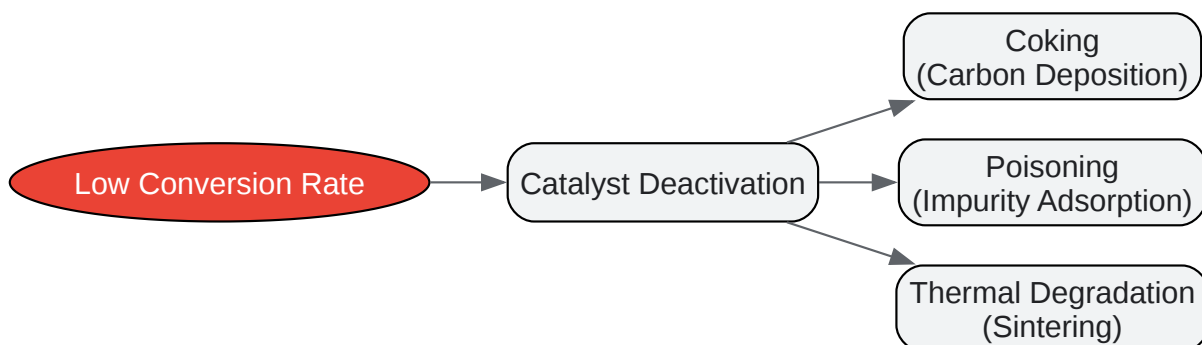 Low Conversion Rate
Catalyst Deactivation
Coking
(Carbon Deposition)
Poisoning
(Impurity Adsorption)
Thermal Degradation
(Sintering)